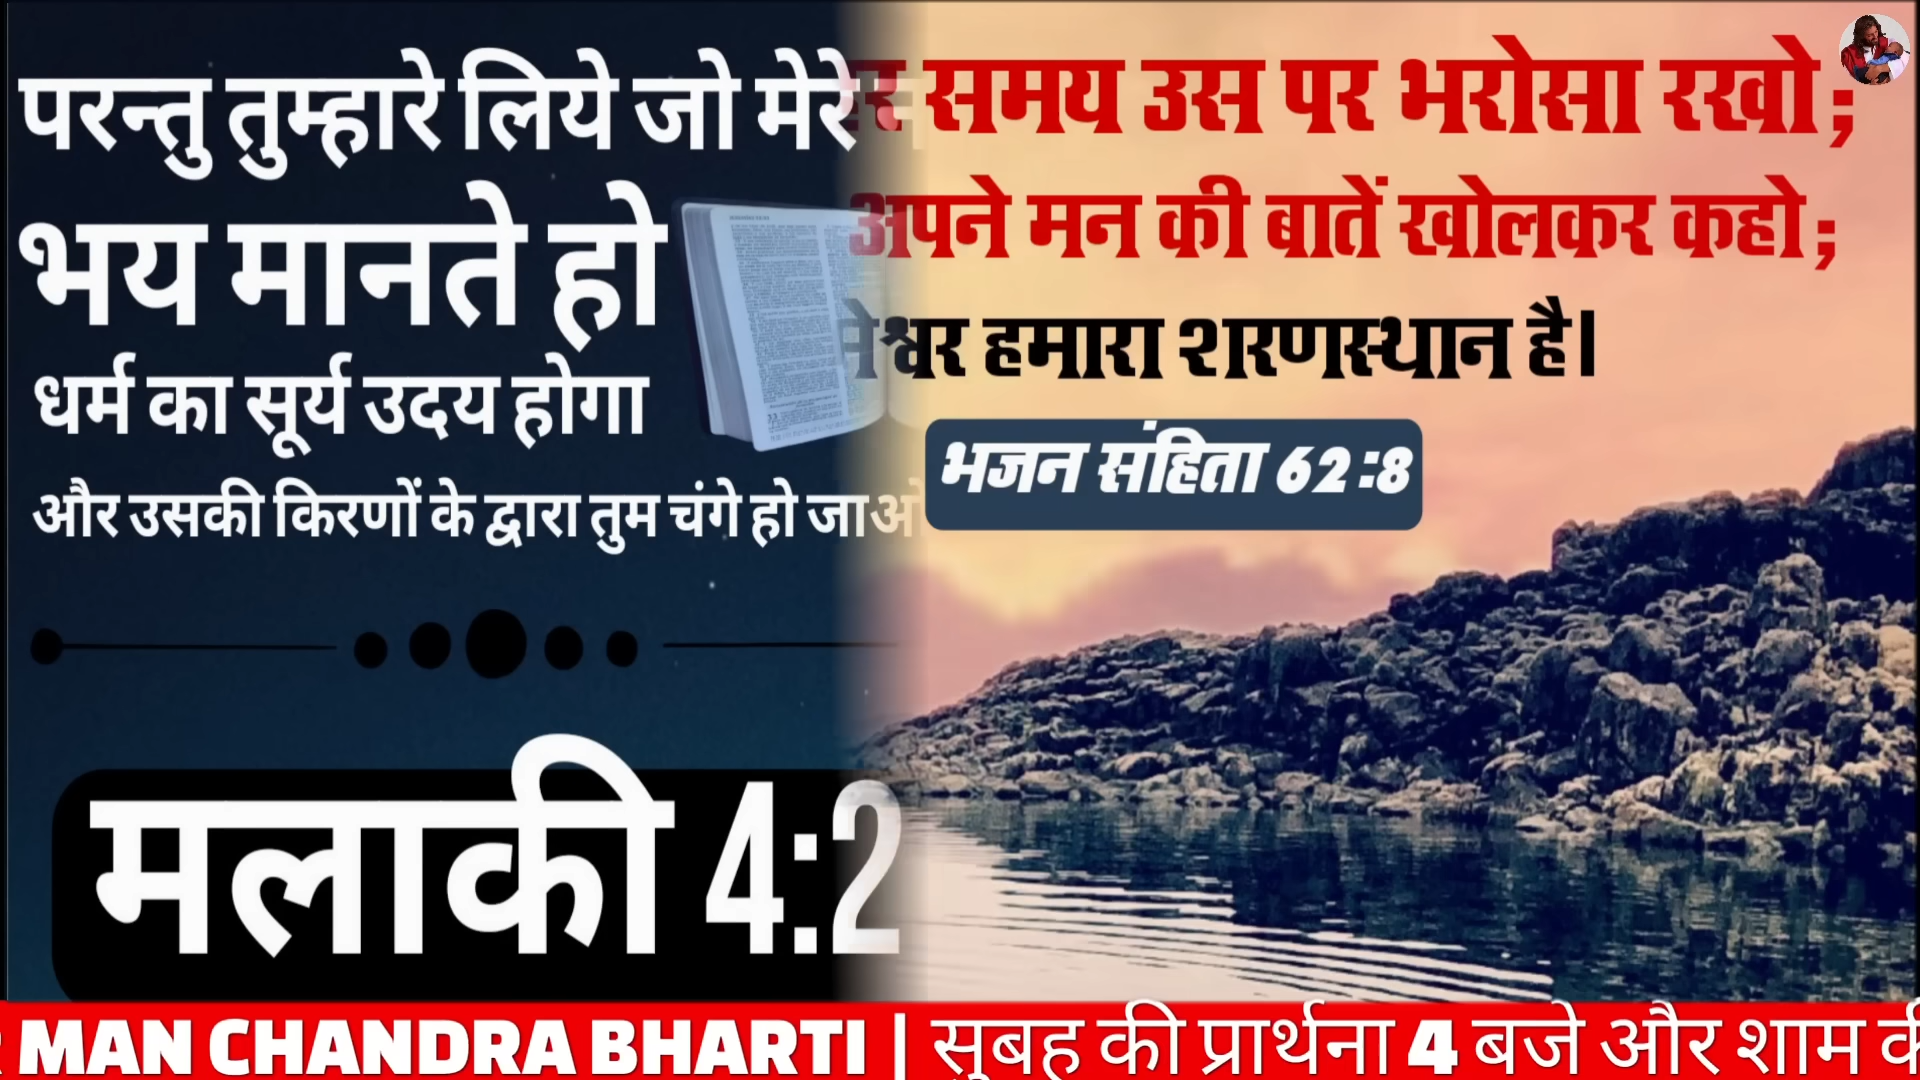 परन्तु तुम्हारे लिये जो मेरे
भय मानते हो
धर्म का सूर्य उदय होगा
और उसकी किरणों के द्वारा तुम चंगे हो जाओ
मलाकी 4:2
समय उस पर भरोसा रखो;
अपने मन की बातें खोलकर कहो;
हमारा शरणस्थान है।
भजन संहिता 62:8
MAN CHANDRA BHARTI | सुबह की प्रार्थना 4 बजे और शाम की